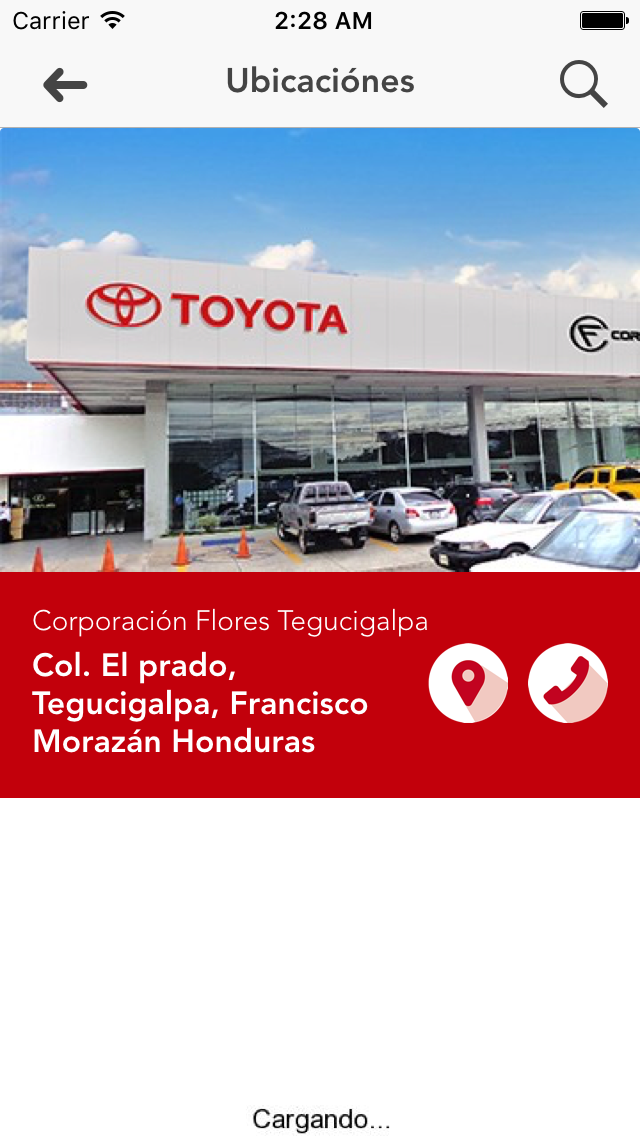 Carrier
2:28 AM
Ubicaciónes
TOYOTA
Corporación Flores Tegucigalpa
Col. El prado,
Tegucigalpa, Francisco
Morazán Honduras
Cargando...